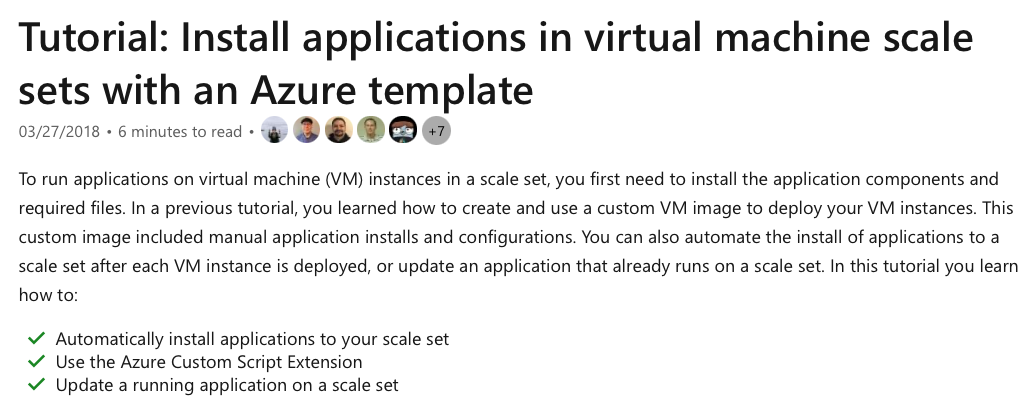 Tutorial: Install applications in virtual machine scale
sets with an Azure template
03/27/2018 • 6 minutes to read • +7
To run applications on virtual machine (VM) instances in a scale set, you first need to install the application components and
required files. In a previous tutorial, you learned how to create and use a custom VM image to deploy your VM instances. This
custom image included manual application installs and configurations. You can also automate the install of applications to a
scale set after each VM instance is deployed, or update an application that already runs on a scale set. In this tutorial you learn
how to:
Automatically install applications to your scale set
Use the Azure Custom Script Extension
Update a running application on a scale set